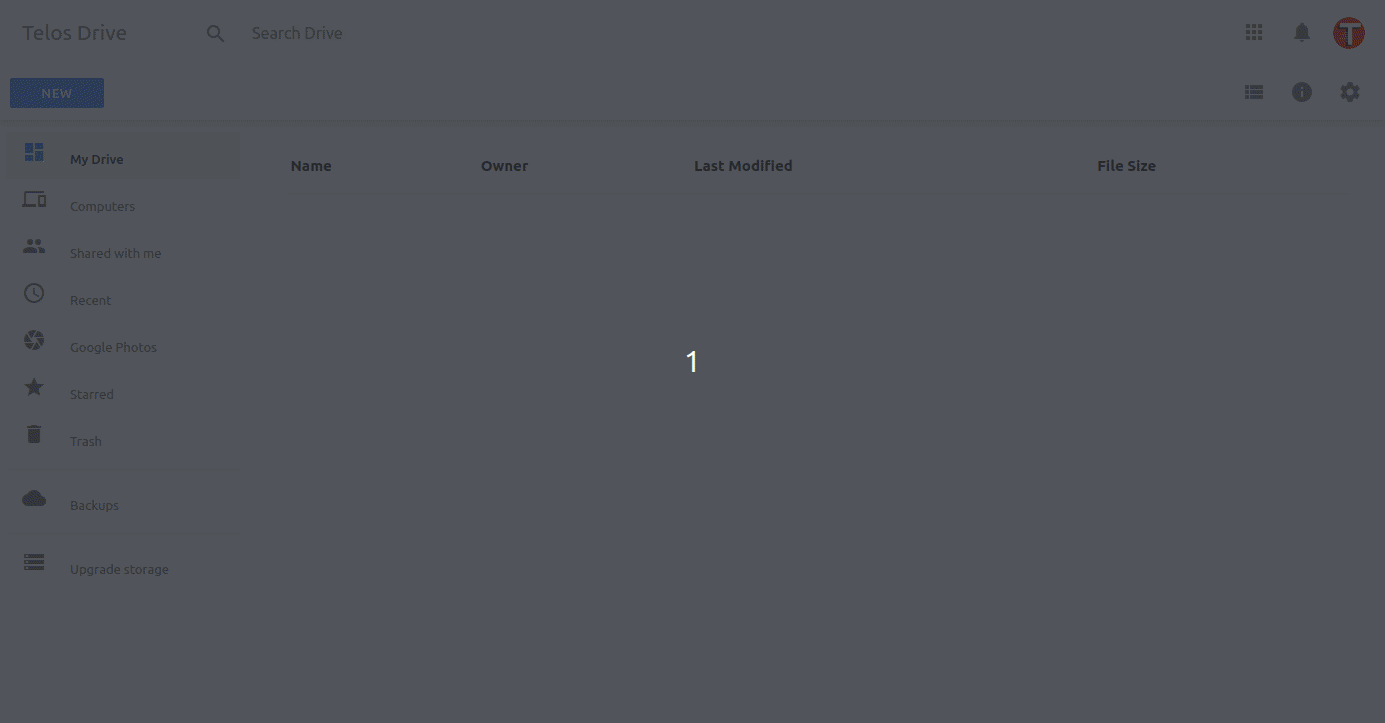 Telos Drive
Search Drive
T
NEW
My Drive
Computers
Shared with me
Recent
Google Photos
Starred
Trash
Backups
Upgrade storage
Name Owner Last Modified File Size
1